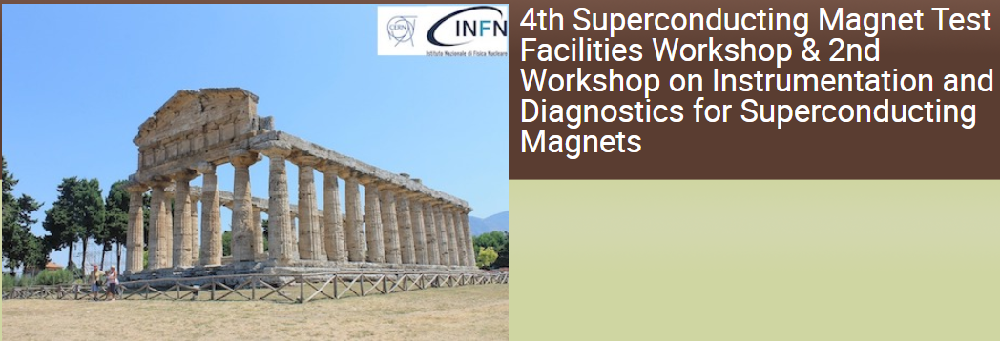 CERN
INFN
Istituto Nazionale di Fisica Nucleare
4th Superconducting Magnet Test
Facilities Workshop & 2nd
Workshop on Instrumentation and
Diagnostics for Superconducting
Magnets